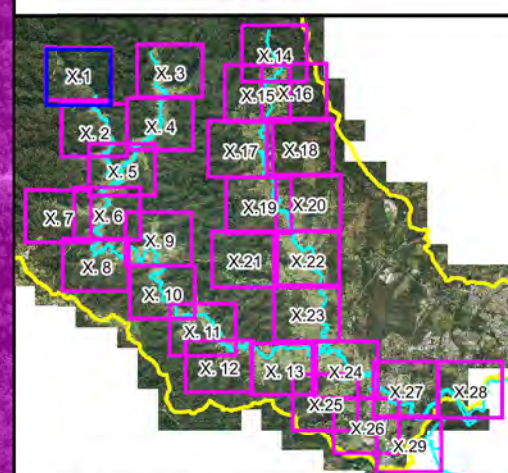 X.14
X.1
X. 3
X.15
X.16
X. 2
X. 4
X.17
X.18
X. 5
X. 7
X. 6
X.19
X.20
X. 9
X. 8
X.21
X.22
X. 10
X.23
X. 11
X. 12
X. 13
X.24
X.27
X.28
X.25
X.26
X.29